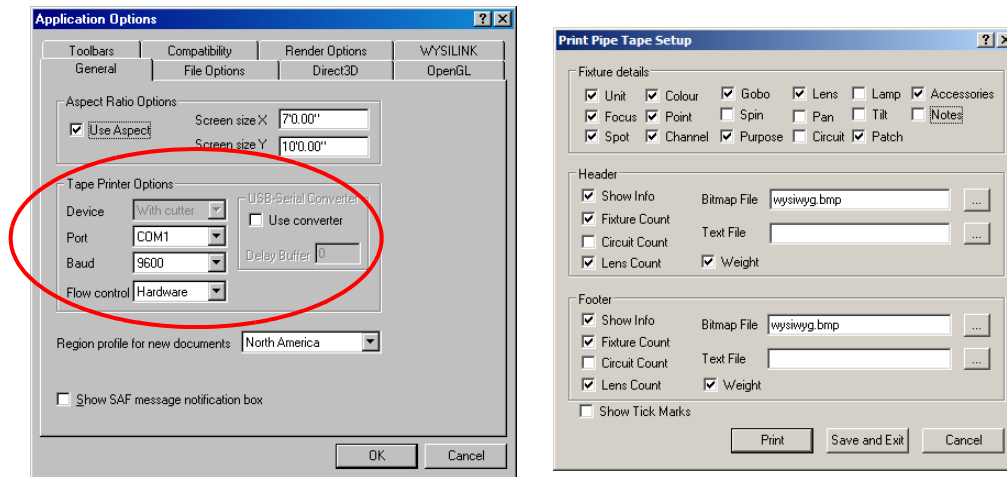 Application Options
Toolbars Compatibility Render Options WYSILINK
General File Options Direct3D OpenGL
Aspect Ratio Options
Use Aspect
Screen size X 7'0.00"
Screen size Y 10'0.00"
Tape Printer Options
Device With cutter
Port COM1
Baud 9600
Flow control Hardware
USB-Serial Converter
Use converter
Delay Buffer 0
Region profile for new documents North America
Show SAF message notification box
OK Cancel
Print Pipe Tape Setup
Fixture details
Unit Colour Gobo Lens Lamp Accessories
Focus Point Spin Pan Tilt Notes
Spot Channel Purpose Circuit Patch
Header
Show Info Bitmap File wysiwyg.bmp ...
Fixture Count
Circuit Count Text File ...
Lens Count Weight
Footer
Show Info Bitmap File wysiwyg.bmp ...
Fixture Count
Circuit Count Text File ...
Lens Count Weight
Show Tick Marks
Print Save and Exit Cancel